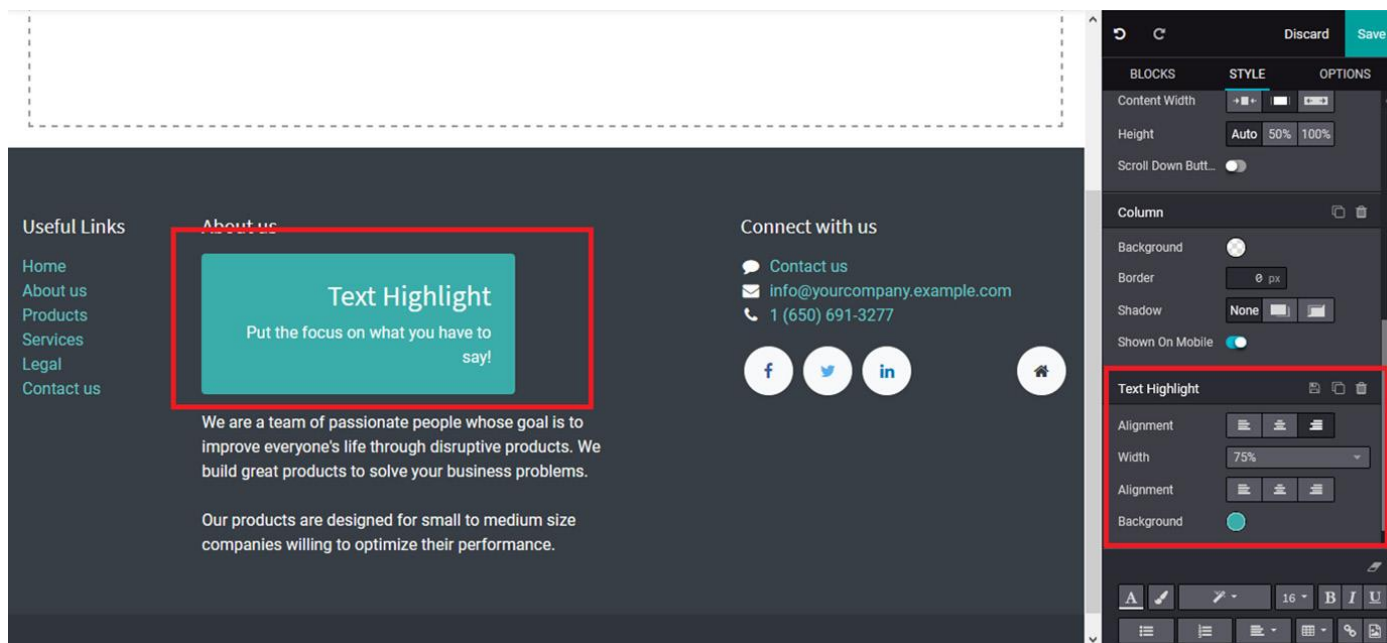 Discard
Save
BLOCKS
STYLE
OPTIONS
Content Width
Height
Auto
50%
100%
Scroll Down Butt...
Useful Links
Home
About us
Products
Services
Legal
Contact us
About us
Text Highlight
Put the focus on what you have to
say!
We are a team of passionate people whose goal is to
improve everyone's life through disruptive products. We
build great products to solve your business problems.
Our products are designed for small to medium size
companies willing to optimize their performance.
Connect with us
Contact us
info@yourcompany.example.com
1 (650) 691-3277
f
in
Column
Background
Border
0 px
Shadow
None
Shown On Mobile
Text Highlight
Alignment
Width
75%
Alignment
Background
A
16
B I U